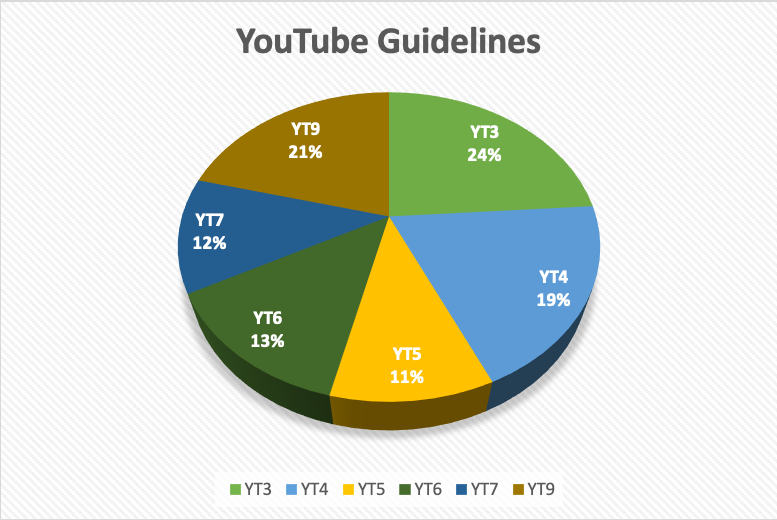 YouTube Guidelines
YT9
21%
YT3
24%
YT7
12%
YT4
19%
YT6
13%
YT5
11%
YT3 YT4 YT5 YT6 YT7 YT9